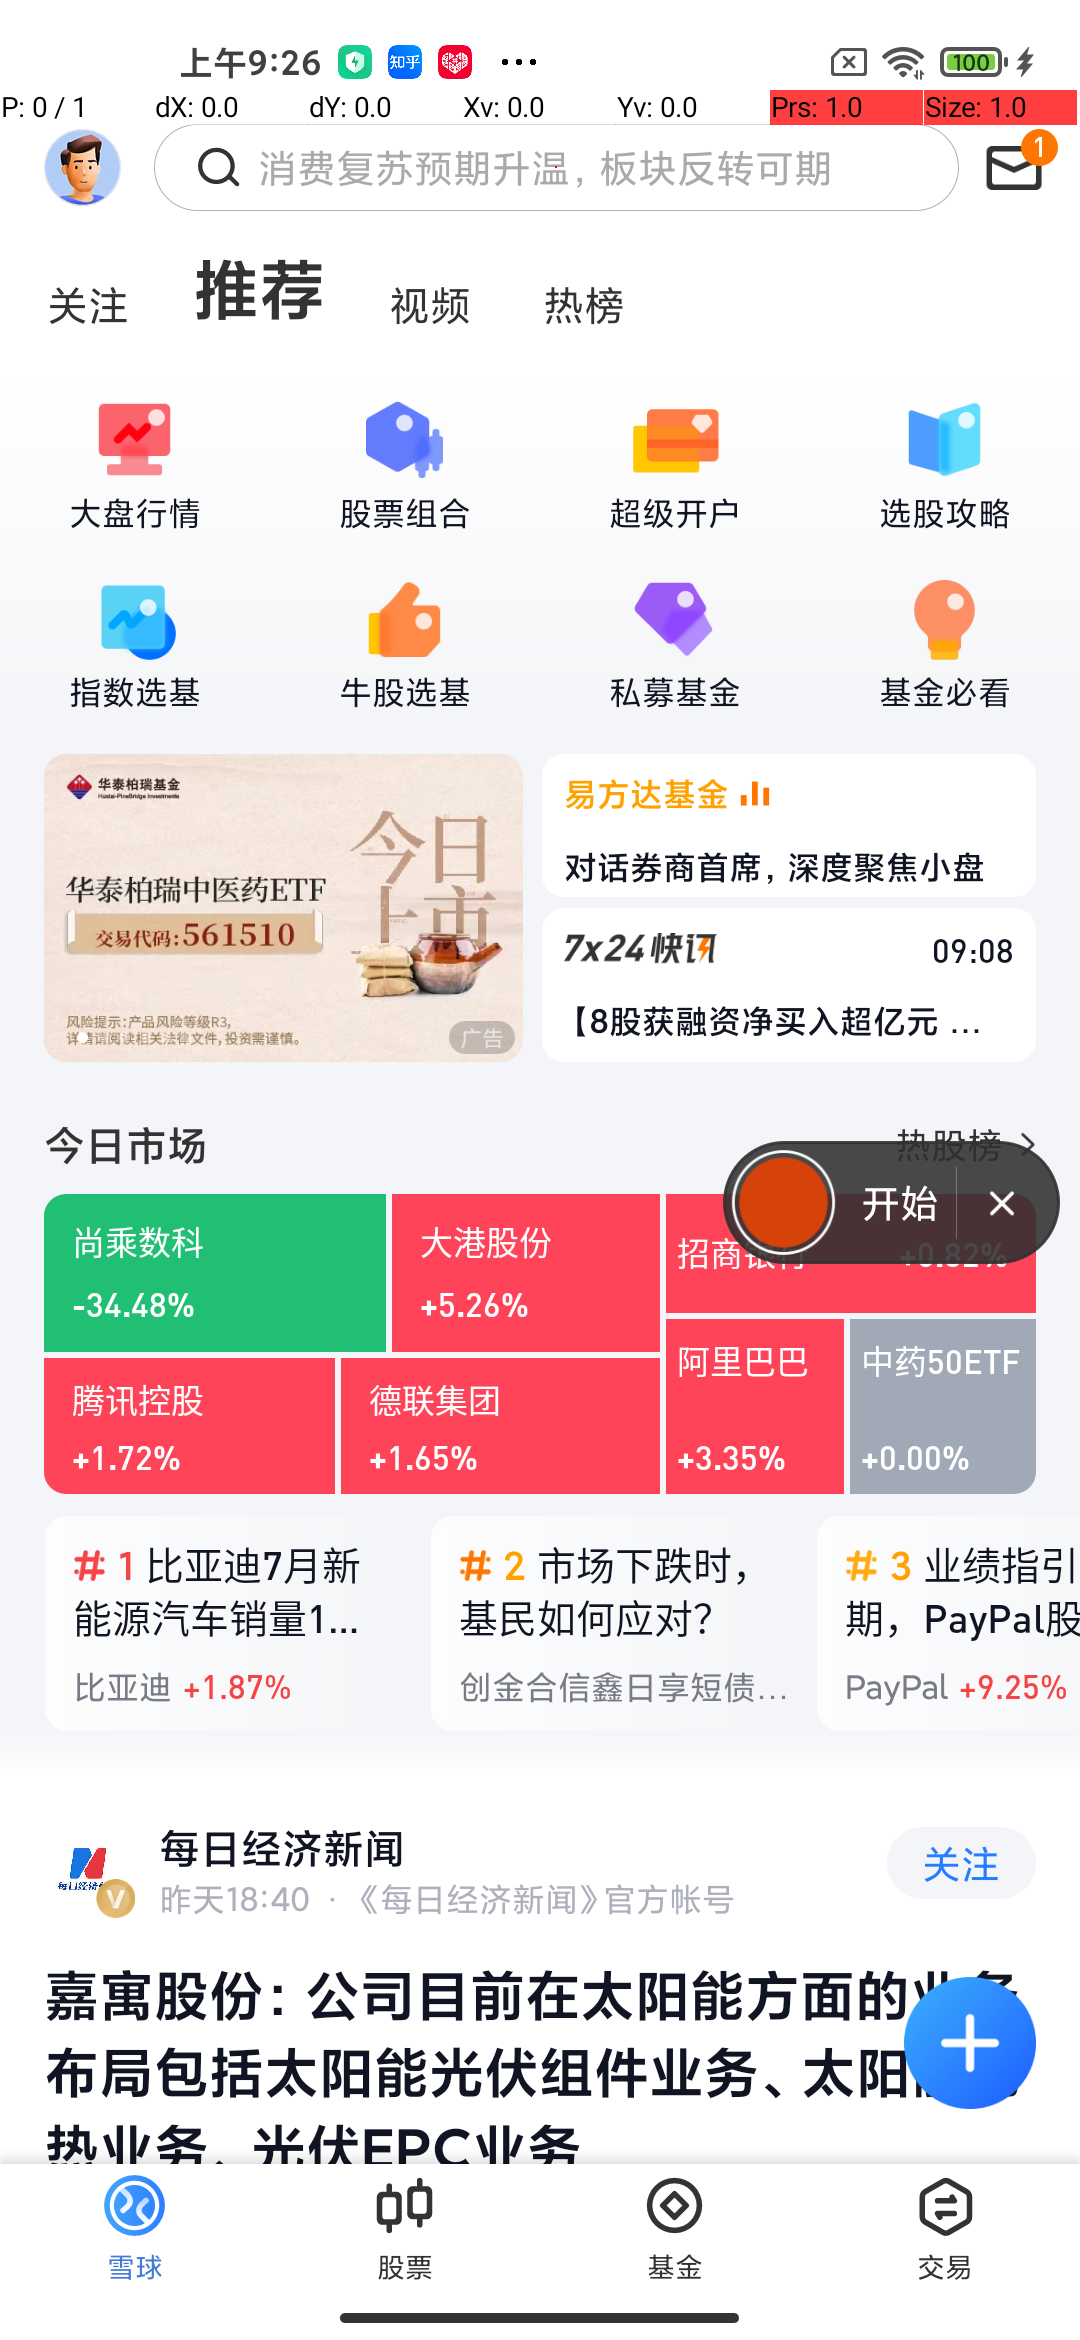 上午9:26
知乎
100
P: 0 / 1
dX: 0.0
dY: 0.0
Xv: 0.0
Yv: 0.0
Prs: 1.0
Size: 1.0
消费复苏预期升温，板块反转可期
1
关注
推荐
视频
热榜
大盘行情
股票组合
超级开户
选股攻略
指数选基
牛股选基
私募基金
基金必看
华泰柏瑞基金
Huatai-PineBridge Investments
今日上市
华泰柏瑞中医药ETF
交易代码:561510
风险提示:产品风险等级R3,
详情请阅读相关法律文件,投资需谨慎。
广告
易方达基金
对话券商首席，深度聚焦小盘
7x24快讯
09:08
【8股获融资净买入超亿元 ...
今日市场
热股榜
开始
尚乘数科
-34.48%
大港股份
+5.26%
招商银行
+0.82%
腾讯控股
+1.72%
德联集团
+1.65%
阿里巴巴
+3.35%
中药50ETF
+0.00%
# 1 比亚迪7月新
能源汽车销量1...
比亚迪 +1.87%
# 2 市场下跌时，
基民如何应对？
创金合信鑫日享短债...
# 3 业绩指引
期，PayPal股
PayPal +9.25%
每日经济新闻
V
昨天18:40 · 《每日经济新闻》官方帐号
关注
嘉寓股份：公司目前在太阳能方面的业务
布局包括太阳能光伏组件业务、太阳
热业务、光伏EPC业务
雪球
股票
基金
交易